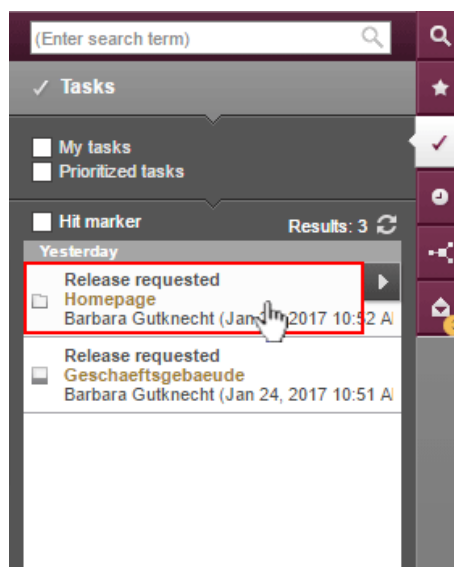 (Enter search term)
Tasks
My tasks
Prioritized tasks
Hit marker
Results: 3
Yesterday
Release requested
Homepage
Barbara Gutknecht (Jan 2017 10:52 A
Release requested
Geschaeftsgebaeude
Barbara Gutknecht (Jan 24, 2017 10:51 A